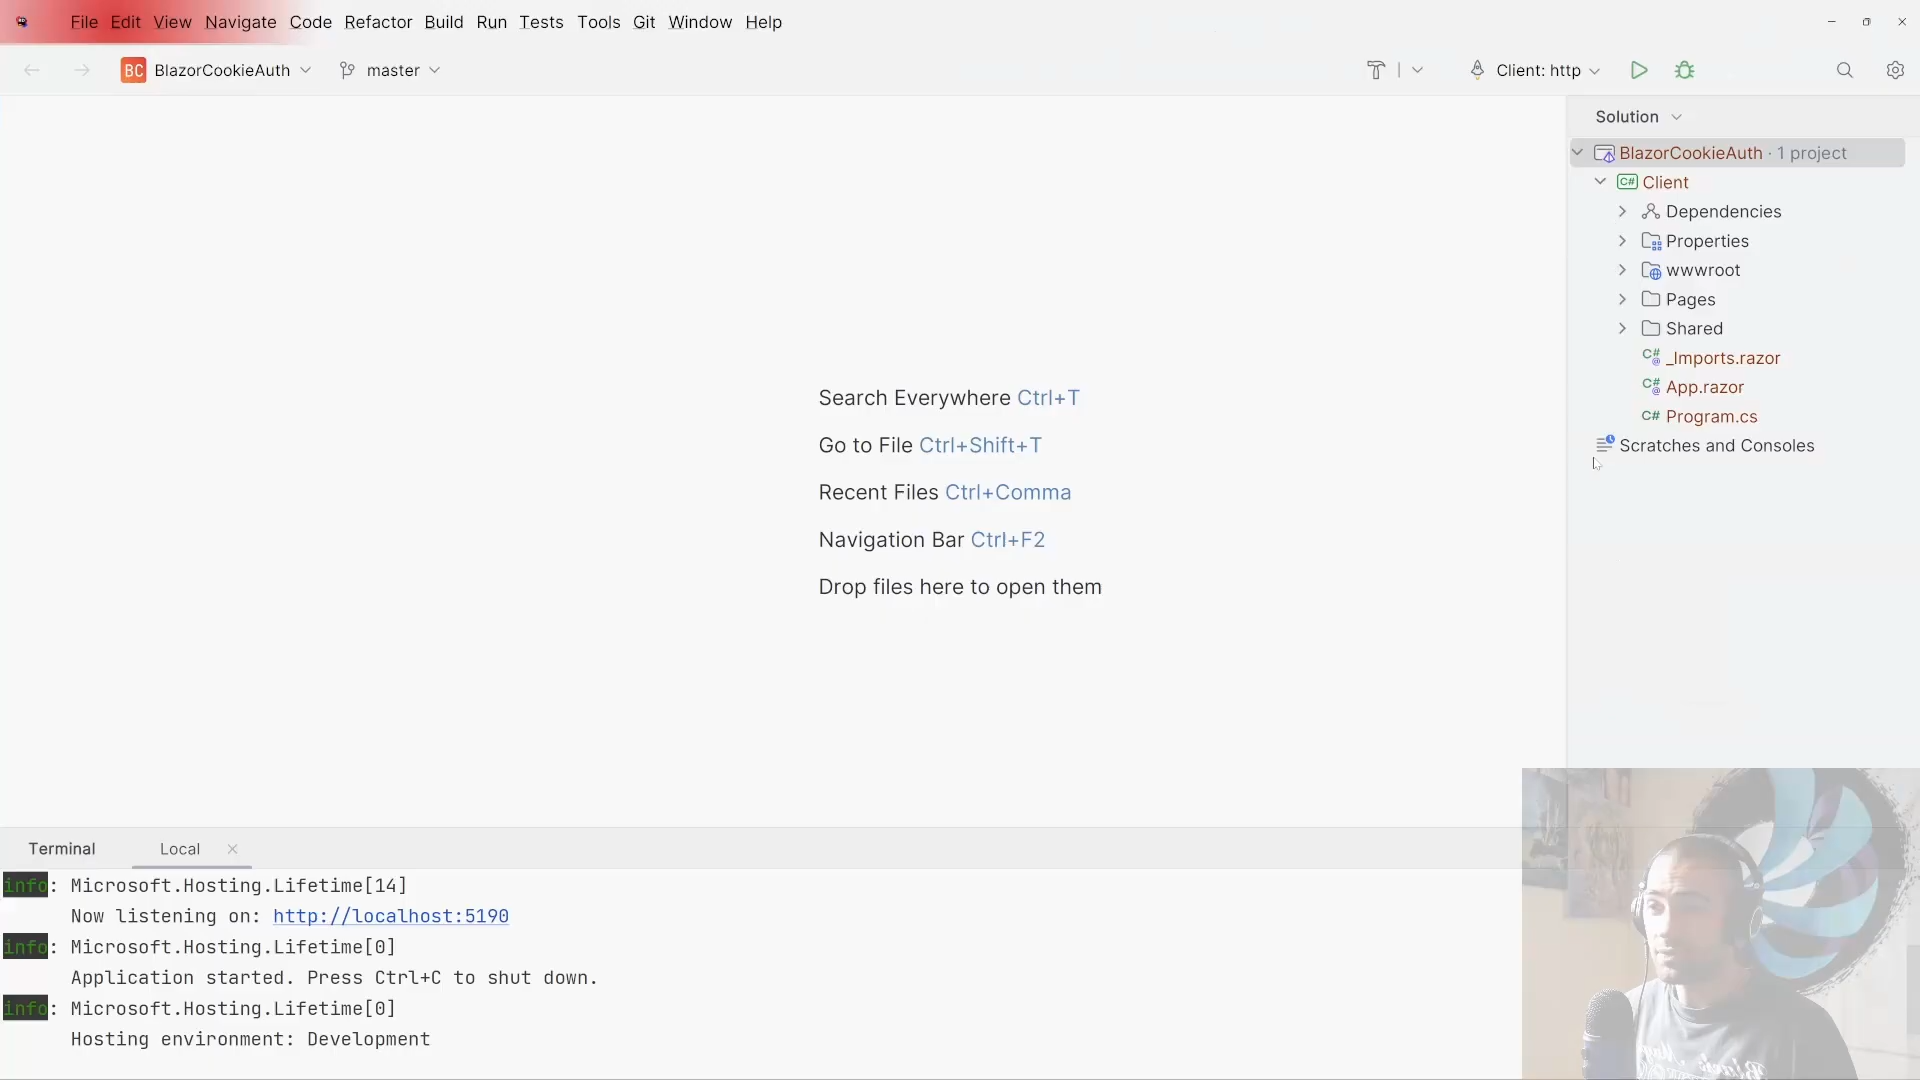 File Edit View Navigate Code Refactor Build Run Tests Tools Git Window Help
BC BlazorCookieAuth master Client: http
Solution
BlazorCookieAuth · 1 project
C# Client
Dependencies
Properties
wwwroot
Pages
Shared
C# _Imports.razor
C# App.razor
C# Program.cs
Scratches and Consoles
Search Everywhere Ctrl+T
Go to File Ctrl+Shift+T
Recent Files Ctrl+Comma
Navigation Bar Ctrl+F2
Drop files here to open them
Terminal Local
info: Microsoft.Hosting.Lifetime[14]
Now listening on: http://localhost:5190
info: Microsoft.Hosting.Lifetime[0]
Application started. Press Ctrl+C to shut down.
info: Microsoft.Hosting.Lifetime[0]
Hosting environment: Development